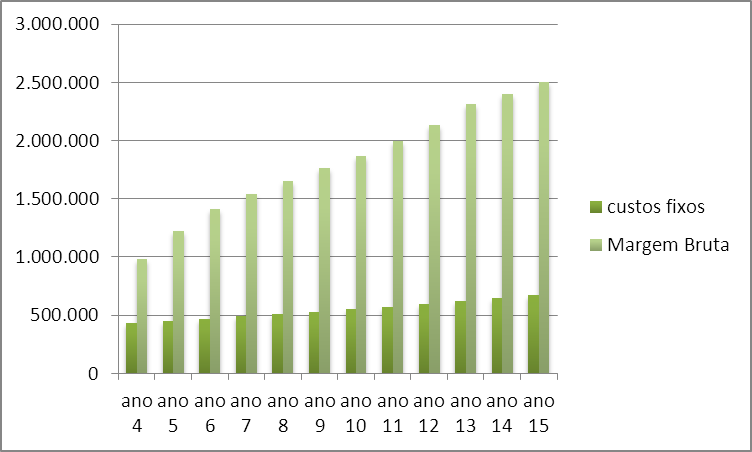 3.000.000
2.500.000
2.000.000
1.500.000
1.000.000
500.000
0
ano 4
ano 5
ano 6
ano 7
ano 8
ano 9
ano 10
ano 11
ano 12
ano 13
ano 14
ano 15
custos fixos
Margem Bruta